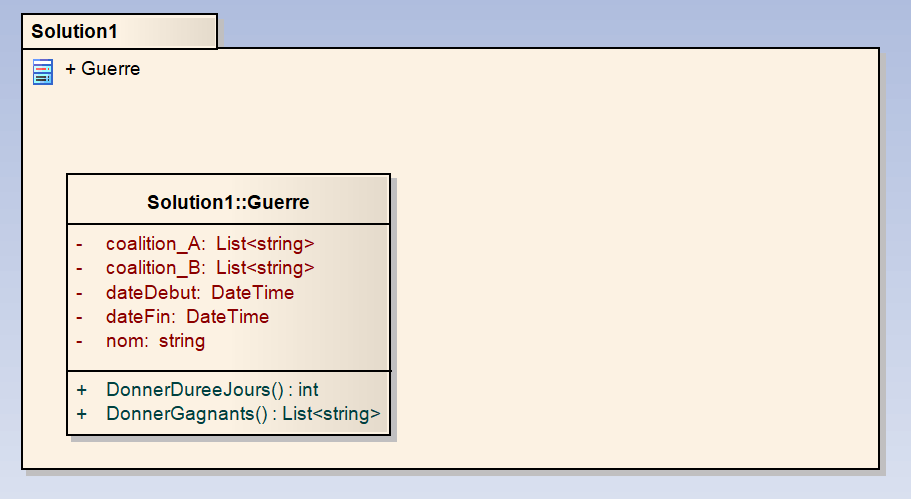 Solution1
+ Guerre
Solution1::Guerre
- coalition_A: List<string>
- coalition_B: List<string>
- dateDebut: DateTime
- dateFin: DateTime
- nom: string
+ DonnerDureeJours() : int
+ DonnerGagnants() : List<string>